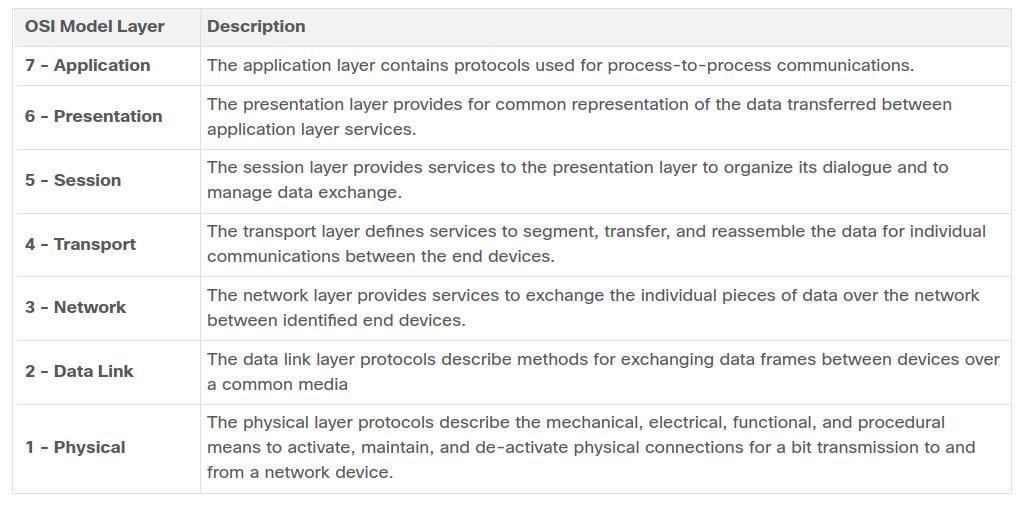 OSI Model Layer Description
7 - Application The application layer contains protocols used for process-to-process communications.
6 - Presentation The presentation layer provides for common representation of the data transferred between
application layer services.
5 - Session The session layer provides services to the presentation layer to organize its dialogue and to
manage data exchange.
4 - Transport The transport layer defines services to segment, transfer, and reassemble the data for individual
communications between the end devices.
3 - Network The network layer provides services to exchange the individual pieces of data over the network
between identified end devices.
2 - Data Link The data link layer protocols describe methods for exchanging data frames between devices over
a common media
1 - Physical The physical layer protocols describe the mechanical, electrical, functional, and procedural
means to activate, maintain, and de-activate physical connections for a bit transmission to and
from a network device.